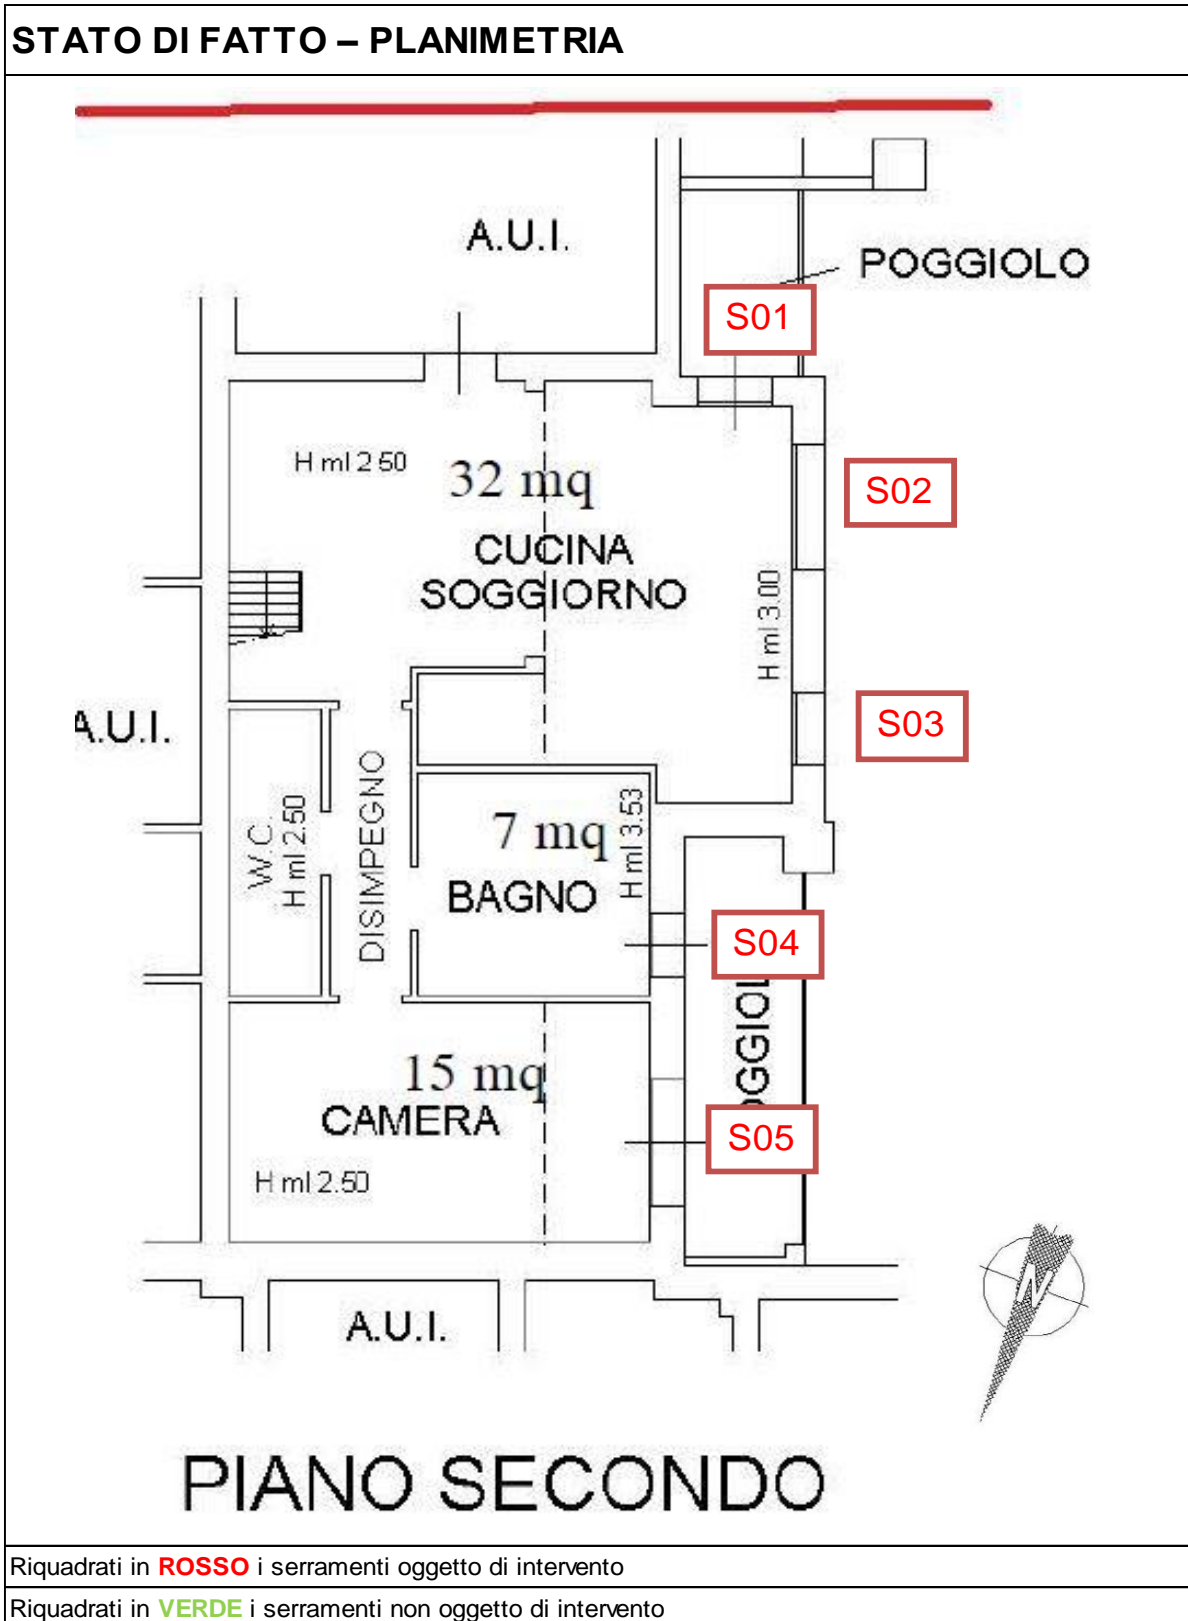 STATO DI FATTO – PLANIMETRIA
A.U.I.
POGGIOLO
S01
H ml 2 50
32 mq
S02
CUCINA
SOGGIORNO
H ml 3.00
A.U.I.
S03
W.C.
H ml 2.50
DISIMPEGNO
7 mq
H ml 3.53
BAGNO
S04
OGGIOL
15 mq
CAMERA
S05
H ml 2.50
N
A.U.I.
PIANO SECONDO
Riquadrati in ROSSO i serramenti oggetto di intervento
Riquadrati in VERDE i serramenti non oggetto di intervento